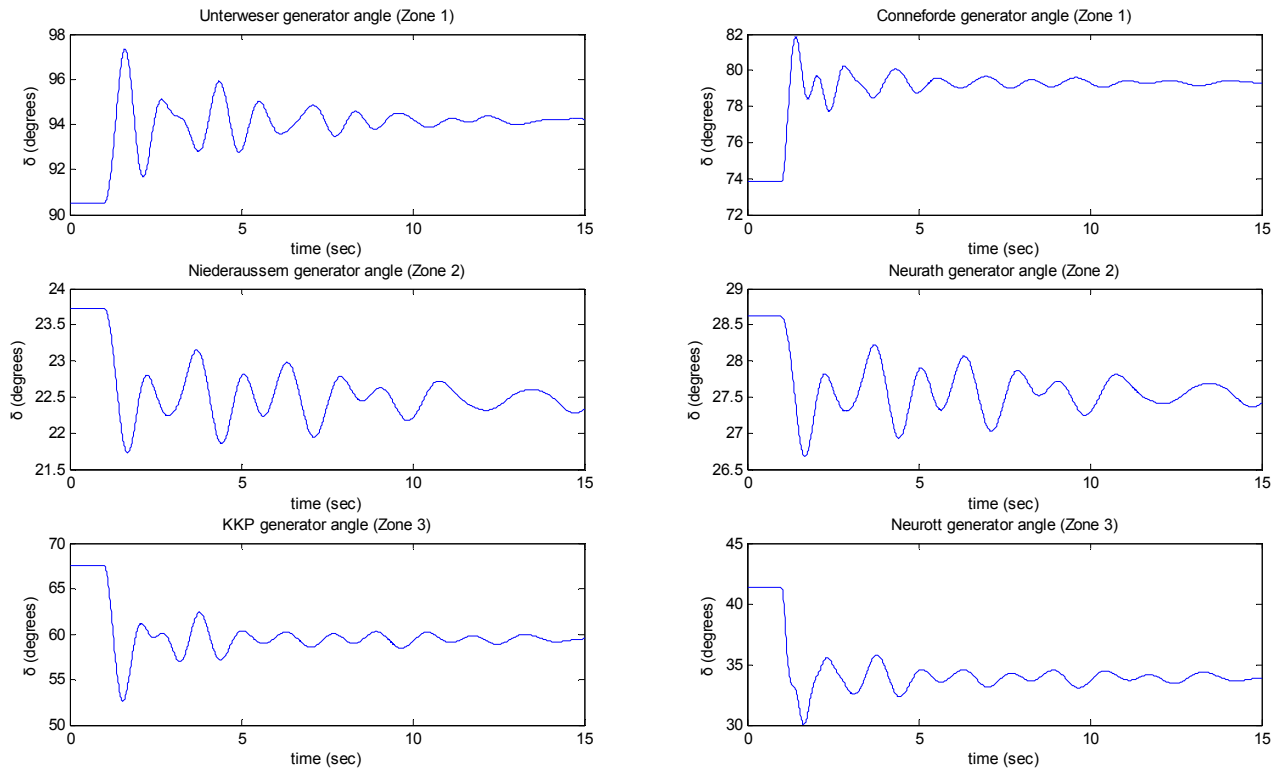 Unterweser generator angle (Zone 1)
98
96
94
92
90
δ (degrees)
0 5 10 15
time (sec)
Conneforde generator angle (Zone 1)
82
80
78
76
74
72
δ (degrees)
0 5 10 15
time (sec)
Niederaussem generator angle (Zone 2)
24
23.5
23
22.5
22
21.5
δ (degrees)
0 5 10 15
time (sec)
Neurath generator angle (Zone 2)
29
28.5
28
27.5
27
26.5
δ (degrees)
0 5 10 15
time (sec)
KKP generator angle (Zone 3)
70
65
60
55
50
δ (degrees)
0 5 10 15
time (sec)
Neurott generator angle (Zone 3)
45
40
35
30
δ (degrees)
0 5 10 15
time (sec)